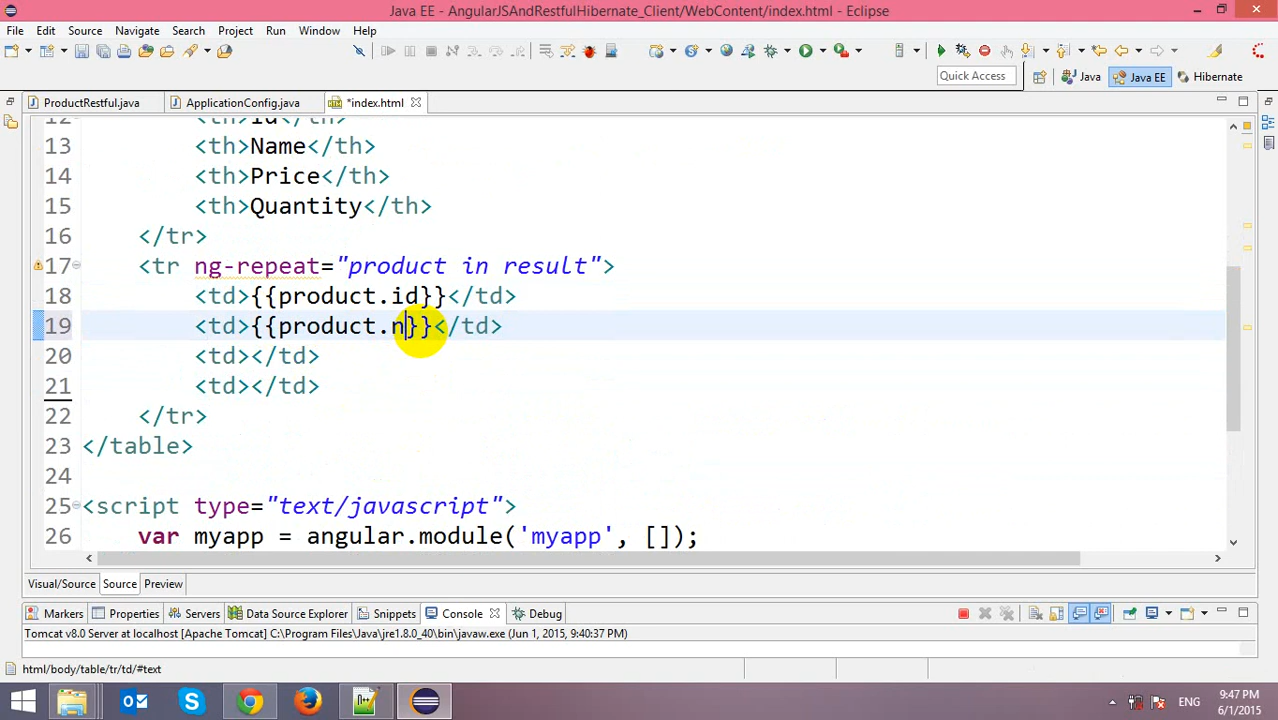 Java EE - AngularJSAndRestfulHibernate_Client/WebContent/index.html - Eclipse
File Edit Source Navigate Search Project Run Window Help
Quick Access Java Java EE Hibernate
ProductRestful.java ApplicationConfig.java *index.html
12 <th>Id</th>
13 <th>Name</th>
14 <th>Price</th>
15 <th>Quantity</th>
16 </tr>
17 <tr ng-repeat="product in result">
18 <td>{{product.id}}</td>
19 <td>{{product.n}}</td>
20 <td></td>
21 <td></td>
22 </tr>
23 </table>
24
25 <script type="text/javascript">
26 var myapp = angular.module('myapp', []);
Visual/Source Source Preview
Markers Properties Servers Data Source Explorer Snippets Console Debug
Tomcat v8.0 Server at localhost [Apache Tomcat] C:\Program Files\Java\jre1.8.0_40\bin\javaw.exe (Jun 1, 2015, 9:40:37 PM)
html/body/table/tr/td/#text
ENG
9:47 PM
6/1/2015